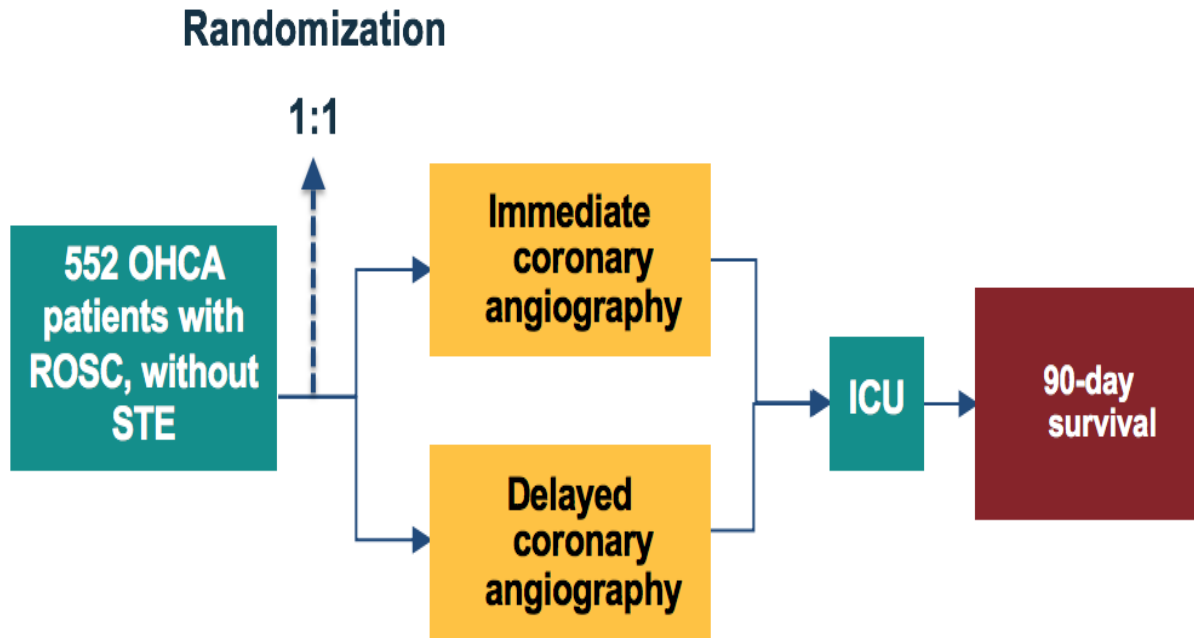 Randomization
1:1
552 OHCA
patients with
ROSC, without
STE
Immediate
coronary
angiography
Delayed
coronary
angiography
ICU
90-day
survival